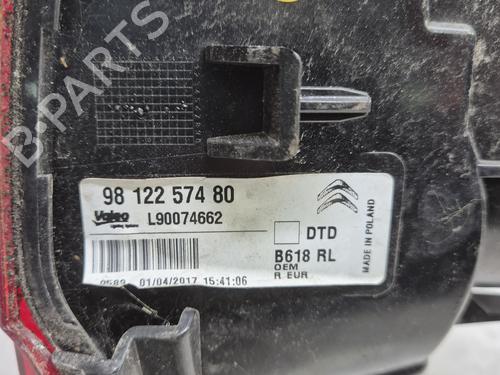 B-PARTS
98 122 574 80
Valeo L90074662
DTD
B618 RL
OEM
R EUR
MADE IN POLAND
0589 01/04/2017 15:41:06